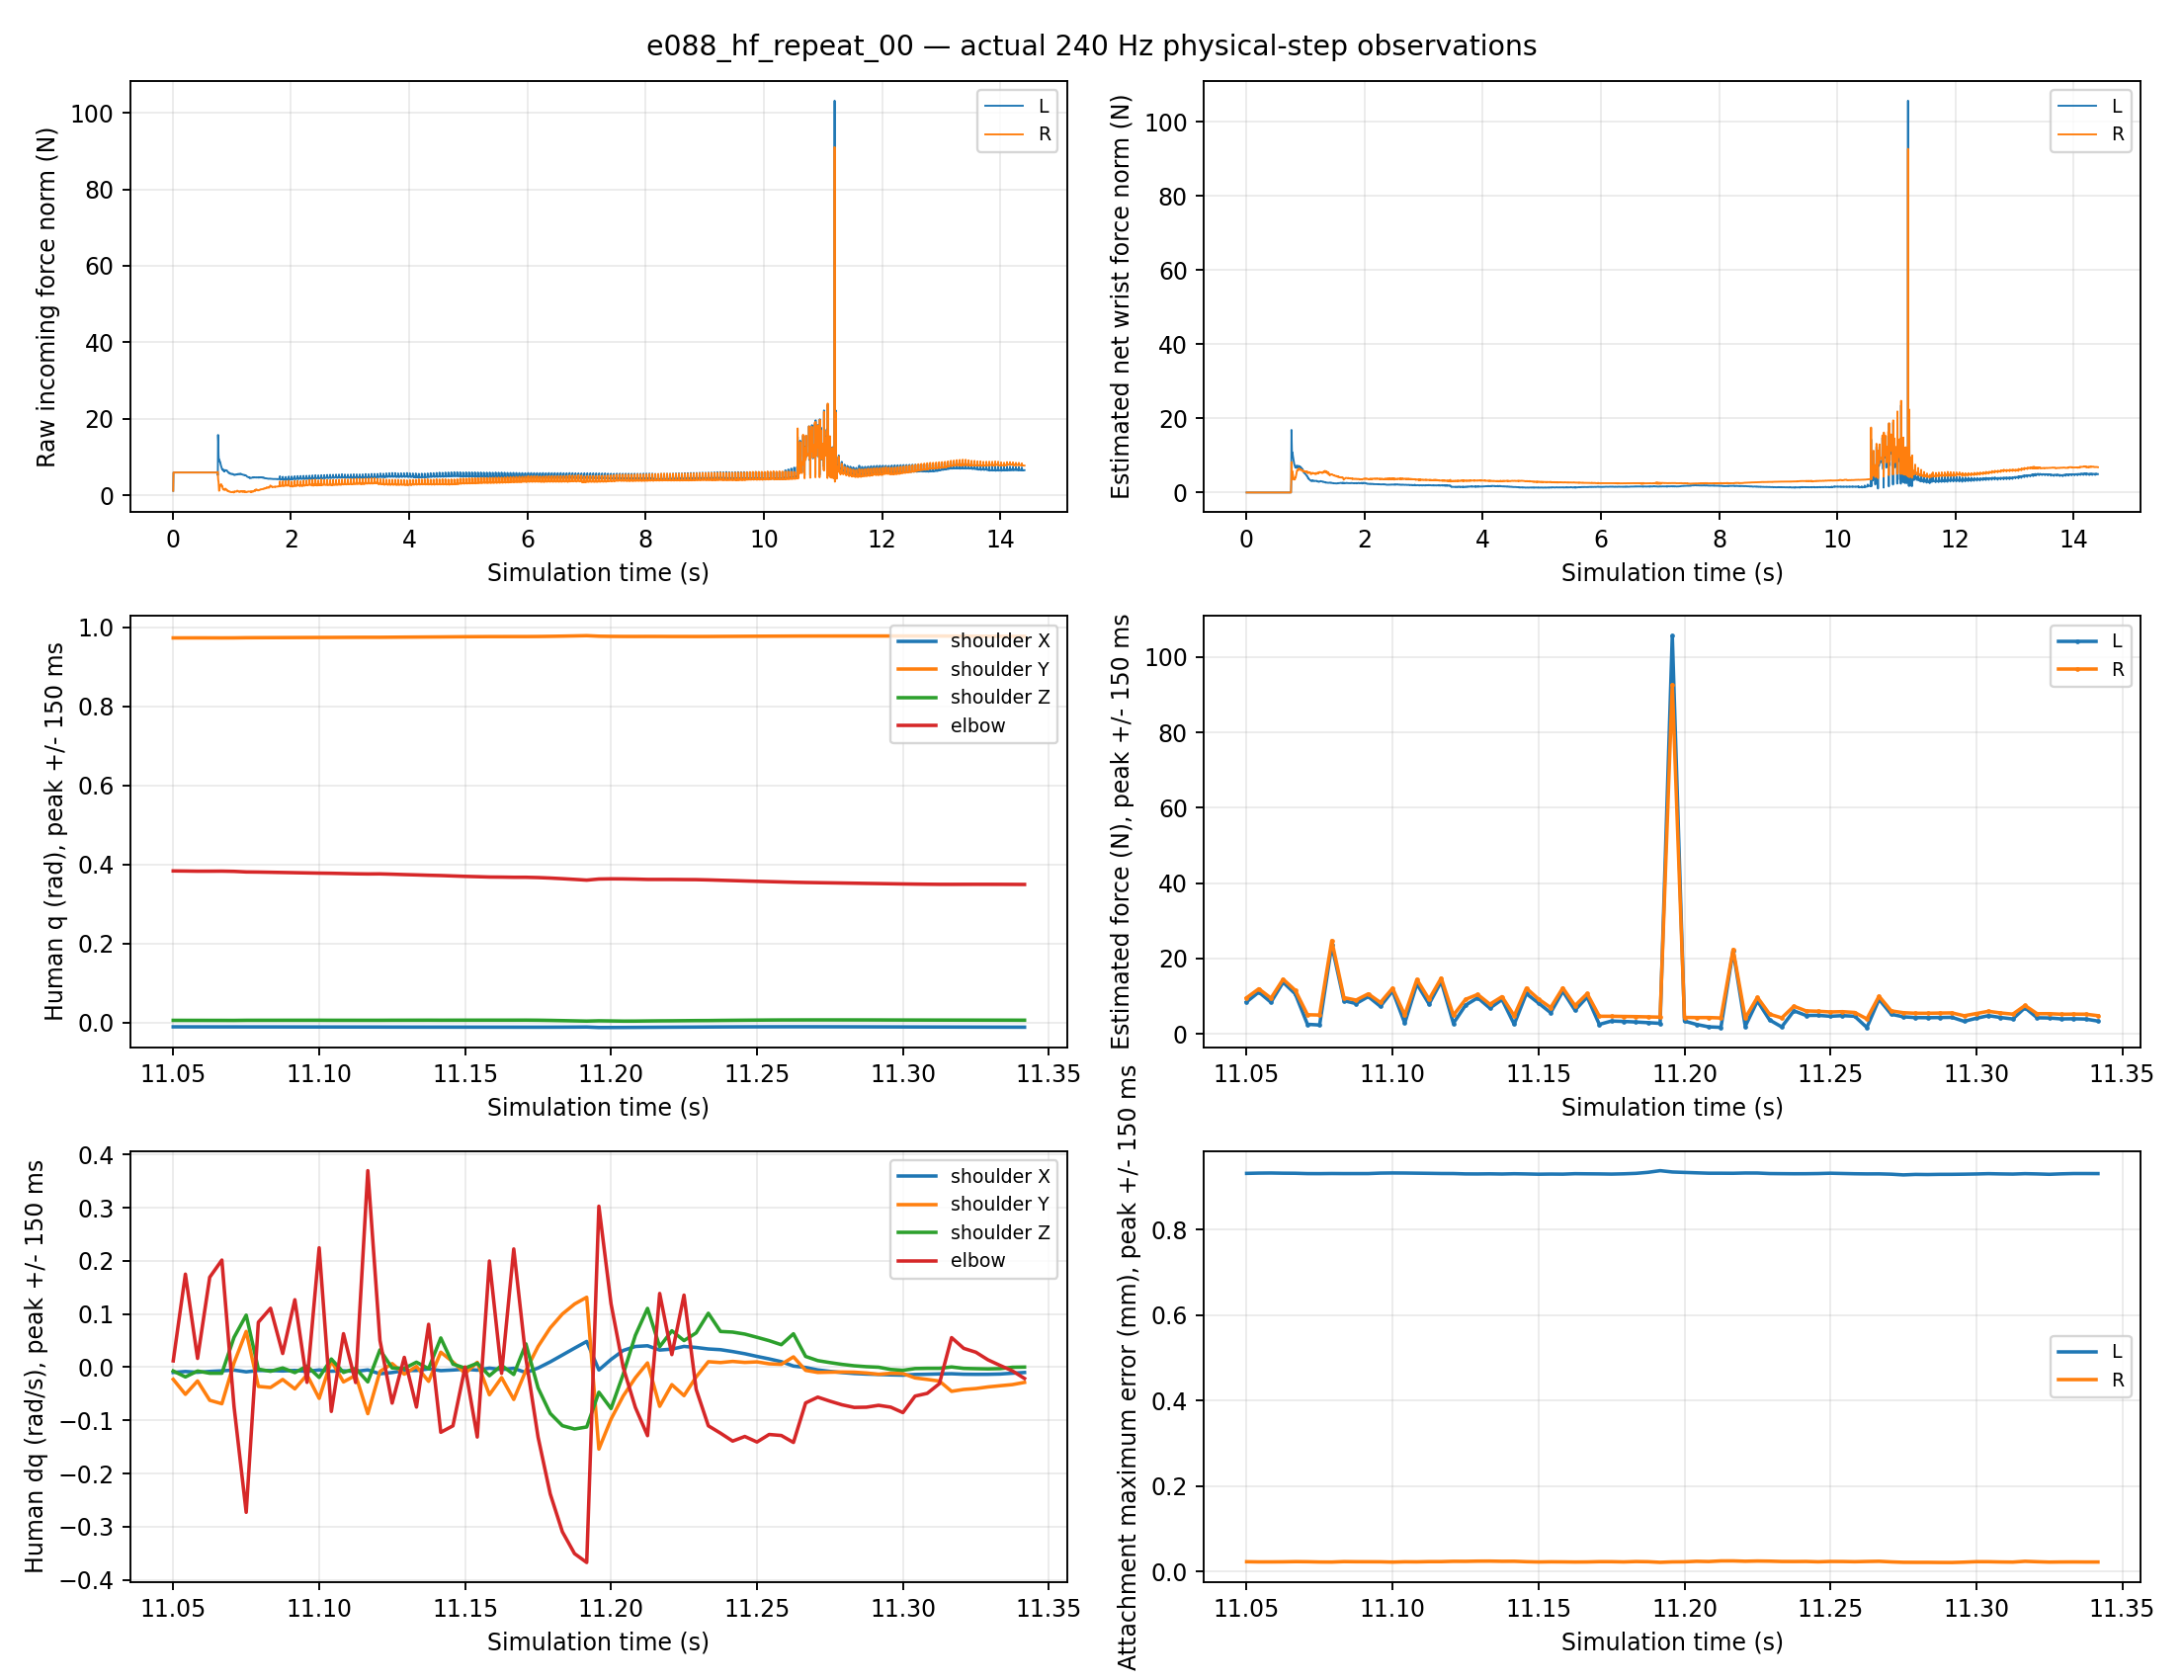 e088_hf_repeat_00 — actual 240 Hz physical-step observations
Raw incoming force norm (N)
100
80
60
40
20
0
L
R
0 2 4 6 8 10 12 14
Simulation time (s)
Estimated net wrist force norm (N)
100
80
60
40
20
0
L
R
0 2 4 6 8 10 12 14
Simulation time (s)
Human q (rad), peak +/- 150 ms
1.0
0.8
0.6
0.4
0.2
0.0
shoulder X
shoulder Y
shoulder Z
elbow
11.05 11.10 11.15 11.20 11.25 11.30 11.35
Simulation time (s)
Estimated force (N), peak +/- 150 ms
100
80
60
40
20
0
L
R
11.05 11.10 11.15 11.20 11.25 11.30 11.35
Simulation time (s)
Human dq (rad/s), peak +/- 150 ms
0.4
0.3
0.2
0.1
0.0
−0.1
−0.2
−0.3
−0.4
shoulder X
shoulder Y
shoulder Z
elbow
11.05 11.10 11.15 11.20 11.25 11.30 11.35
Simulation time (s)
Attachment maximum error (mm), peak +/- 150 ms
0.8
0.6
0.4
0.2
0.0
L
R
11.05 11.10 11.15 11.20 11.25 11.30 11.35
Simulation time (s)